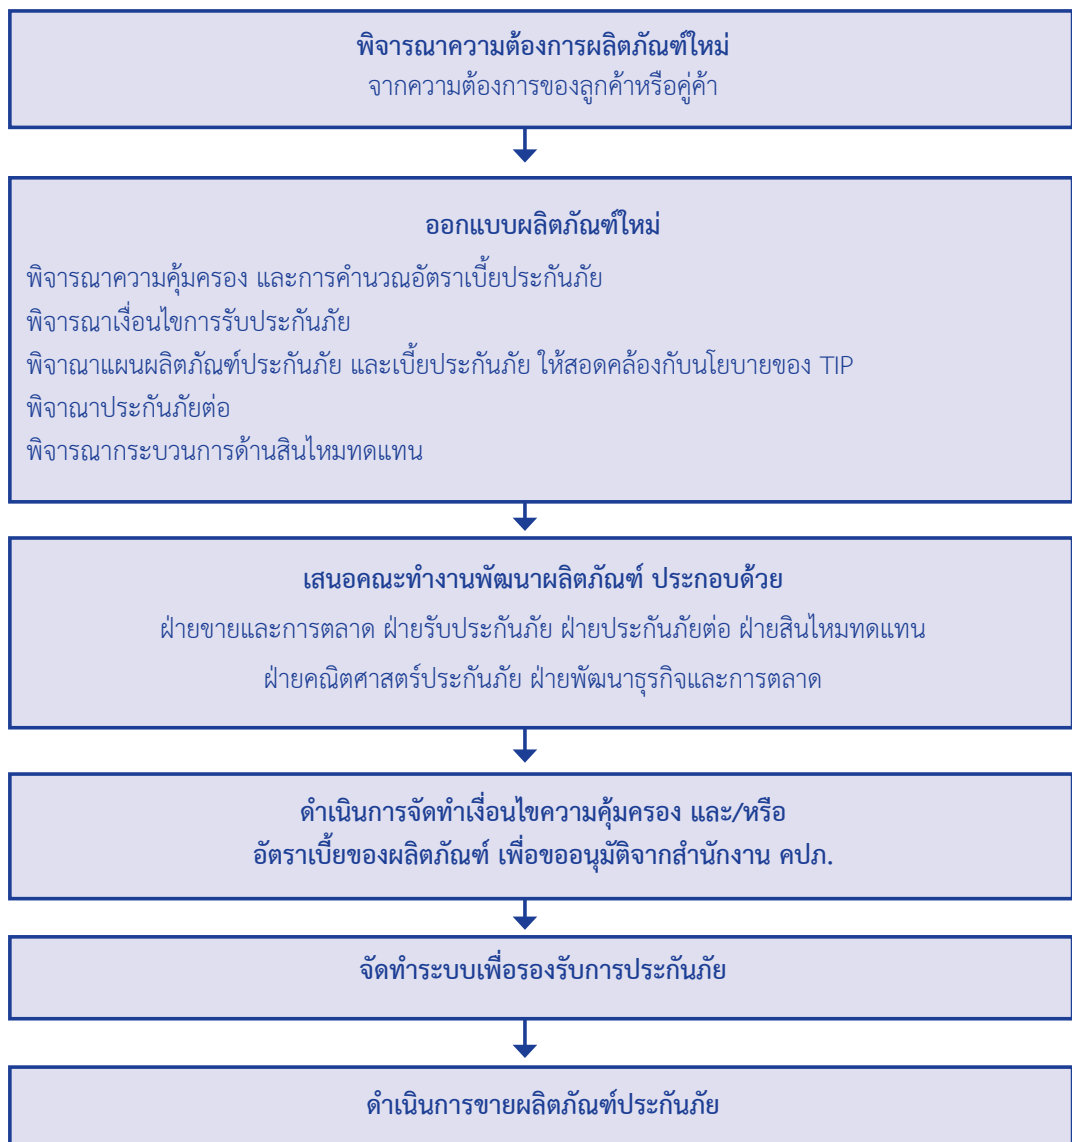 พิจารณาความต้องการผลิตภัณฑ์ใหม่
จากความต้องการของลูกค้าหรือคู่ค้า
ออกแบบผลิตภัณฑ์ใหม่
พิจารณาความคุ้มครอง และการคำนวณอัตราเบี้ยประกันภัย
พิจารณาเงื่อนไขการรับประกันภัย
พิจาณาแผนผลิตภัณฑ์ประกันภัย และเบี้ยประกันภัย ให้สอดคล้องกับนโยบายของ TIP
พิจาณาประกันภัยต่อ
พิจารณากระบวนการด้านสินไหมทดแทน
เสนอคณะทำงานพัฒนาผลิตภัณฑ์ ประกอบด้วย
ฝ่ายขายและการตลาด ฝ่ายรับประกันภัย ฝ่ายประกันภัยต่อ ฝ่ายสินไหมทดแทน
ฝ่ายคณิตศาสตร์ประกันภัย ฝ่ายพัฒนาธุรกิจและการตลาด
ดำเนินการจัดทำเงื่อนไขความคุ้มครอง และ/หรือ
อัตราเบี้ยของผลิตภัณฑ์ เพื่อขออนุมัติจากสำนักงาน คปภ.
จัดทำระบบเพื่อรองรับการประกันภัย
ดำเนินการขายผลิตภัณฑ์ประกันภัย